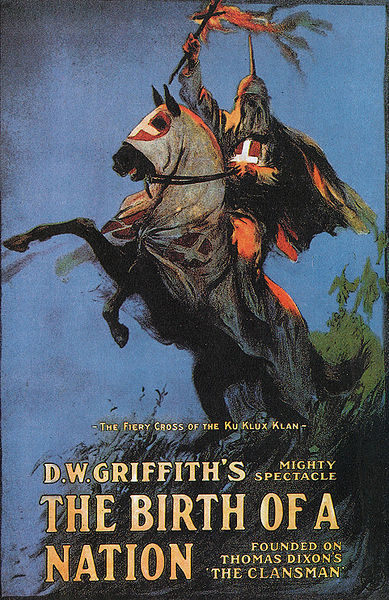 - THE FIERY CROSS OF THE KU KLUX KLAN -
D.W.GRIFFITH'S
MIGHTY
SPECTACLE
THE BIRTH OF A
NATION
FOUNDED ON
THOMAS DIXON'S
'THE CLANSMAN'